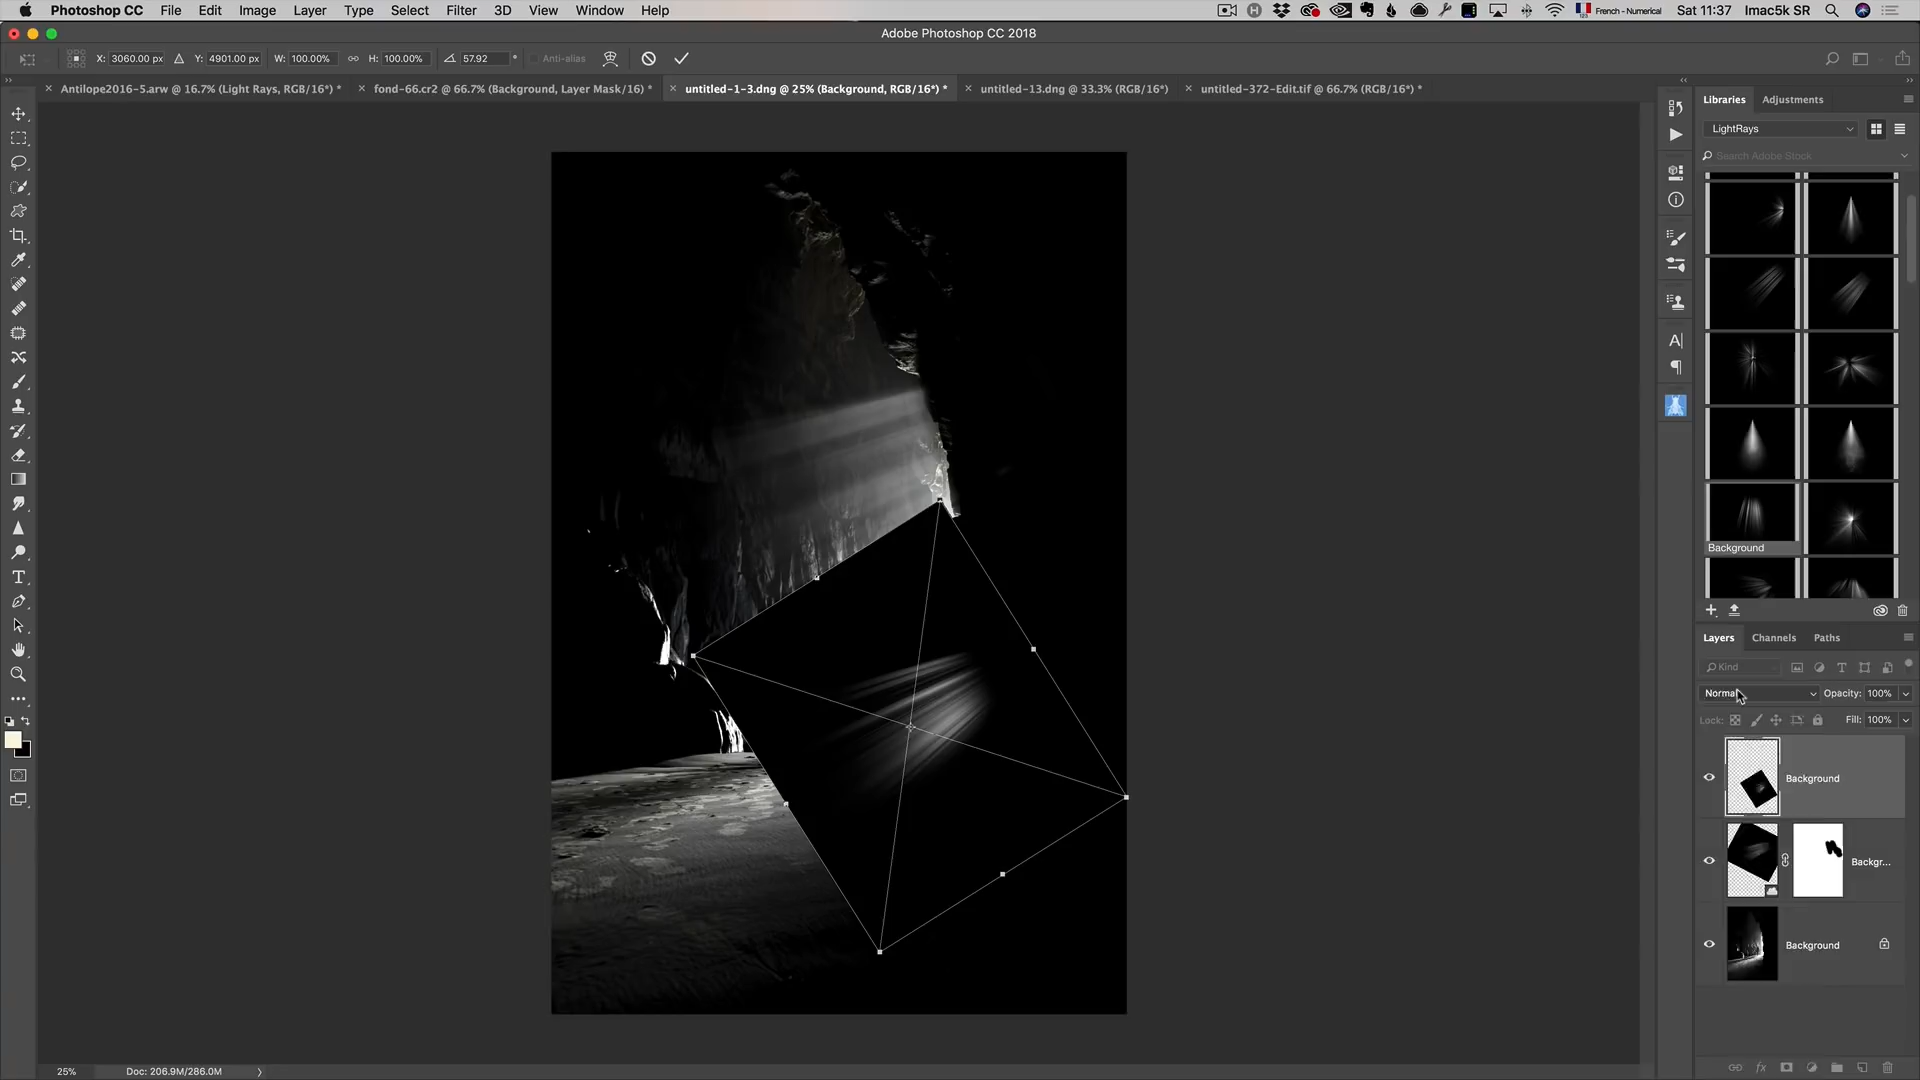 Photoshop CC File Edit Image Layer Type Select Filter 3D View Window Help
French - Numerical Sat 11:37 Imac5k SR
Adobe Photoshop CC 2018
X: 3060.00 px Y: 4901.00 px W: 100.00% H: 100.00% 57.92 ° Anti-alias
Antilope2016-5.arw @ 16.7% (Light Rays, RGB/16*) * fond-66.cr2 @ 66.7% (Background, Layer Mask/16) * untitled-1-3.dng @ 25% (Background, RGB/16*) * untitled-13.dng @ 33.3% (RGB/16*) untitled-372-Edit.tif @ 66.7% (RGB/16*) *
Libraries Adjustments
LightRays
Search Adobe Stock
Background
Layers Channels Paths
Kind
Normal Opacity: 100%
Lock: Fill: 100%
Background
Backgr...
Background
25% Doc: 206.9M/286.0M